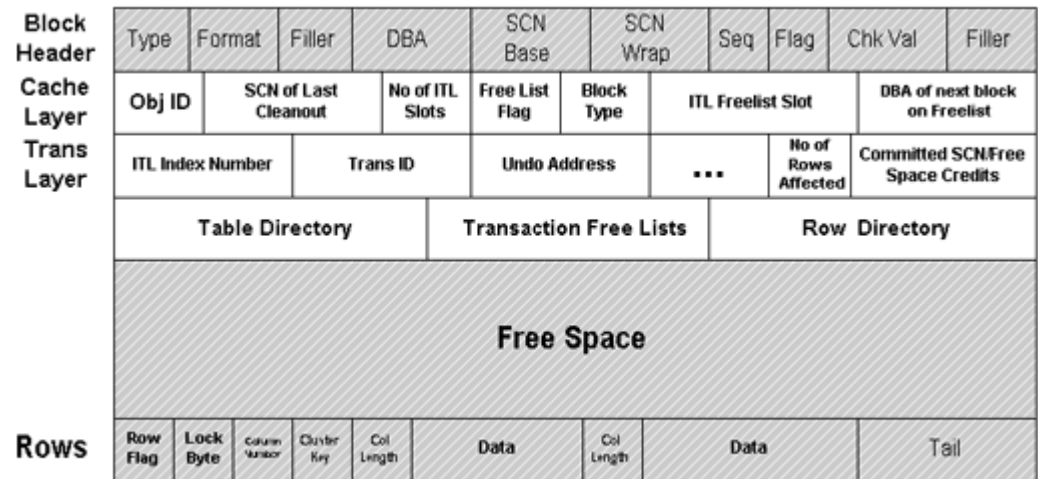 Block Header
Type Format Filler DBA SCN Base SCN Wrap Seq Flag Chk Val Filler
Cache Layer
Obj ID SCN of Last Cleanout No of ITL Slots Free List Flag Block Type ITL Freelist Slot DBA of next block on Freelist
Trans Layer
ITL Index Number Trans ID Undo Address ... No of Rows Affected Committed SCN/Free Space Credits
Table Directory Transaction Free Lists Row Directory
Free Space
Rows
Row Flag Lock Byte Column Number Cluster Key Col Length Data Col Length Data Tail